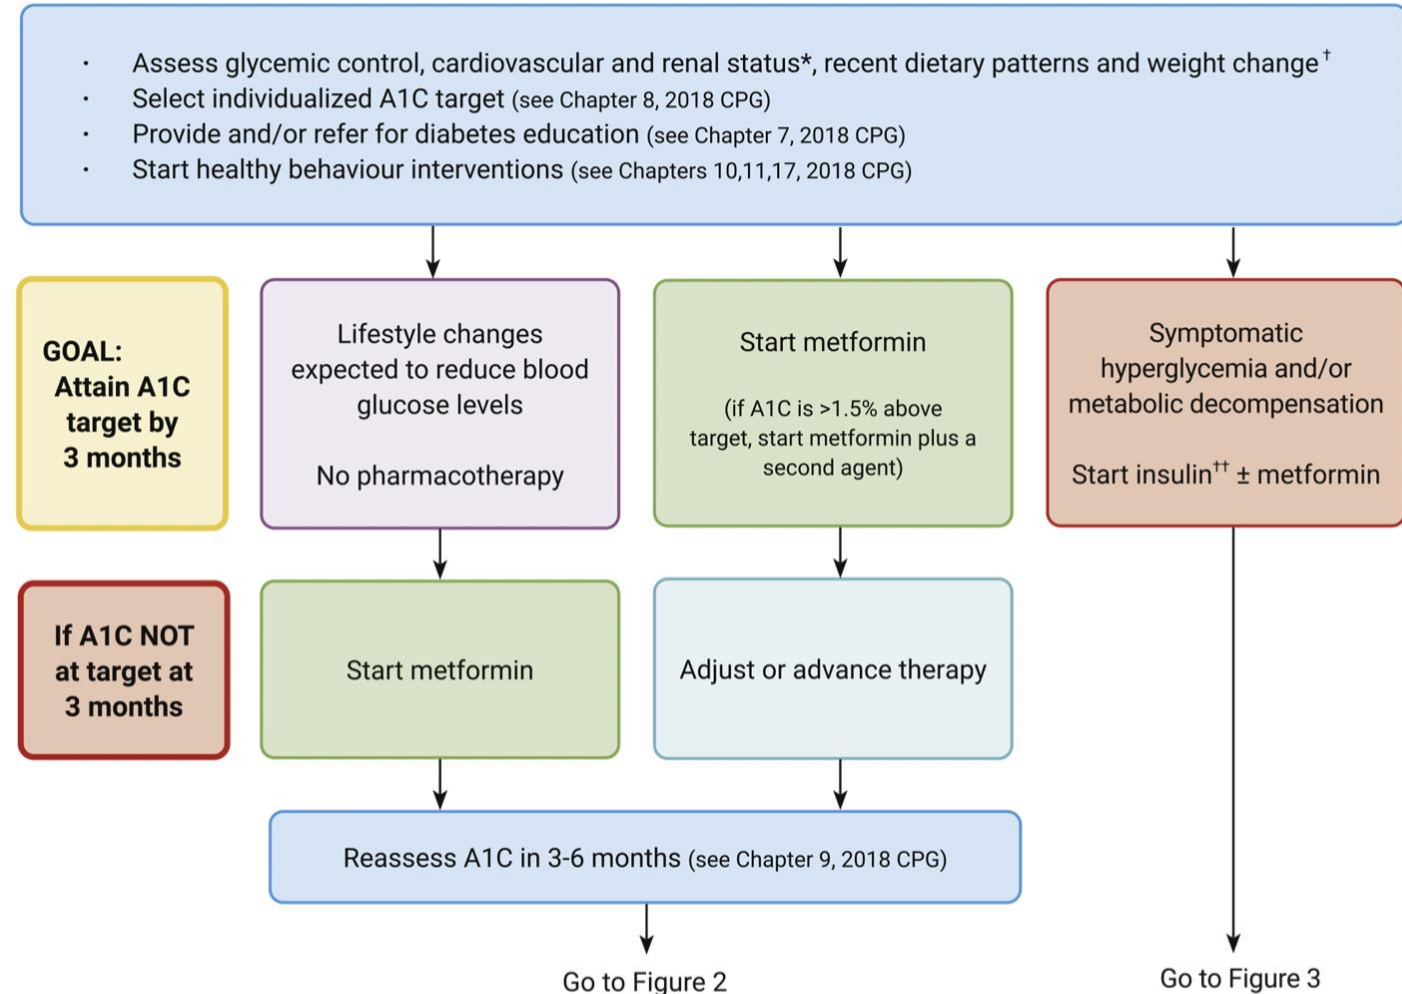 · Assess glycemic control, cardiovascular and renal status*, recent dietary patterns and weight change†
· Select individualized A1C target (see Chapter 8, 2018 CPG)
· Provide and/or refer for diabetes education (see Chapter 7, 2018 CPG)
· Start healthy behaviour interventions (see Chapters 10,11,17, 2018 CPG)
GOAL:
Attain A1C
target by
3 months
Lifestyle changes
expected to reduce blood
glucose levels
No pharmacotherapy
Start metformin
(if A1C is >1.5% above
target, start metformin plus a
second agent)
Symptomatic
hyperglycemia and/or
metabolic decompensation
Start insulin†† ± metformin
If A1C NOT
at target at
3 months
Start metformin
Adjust or advance therapy
Reassess A1C in 3-6 months (see Chapter 9, 2018 CPG)
Go to Figure 2
Go to Figure 3